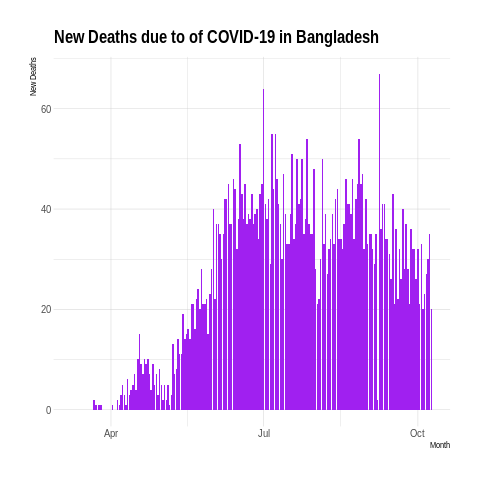 New Deaths due to of COVID-19 in Bangladesh
New Deaths
60
40
20
0
Apr Jul Oct
Month